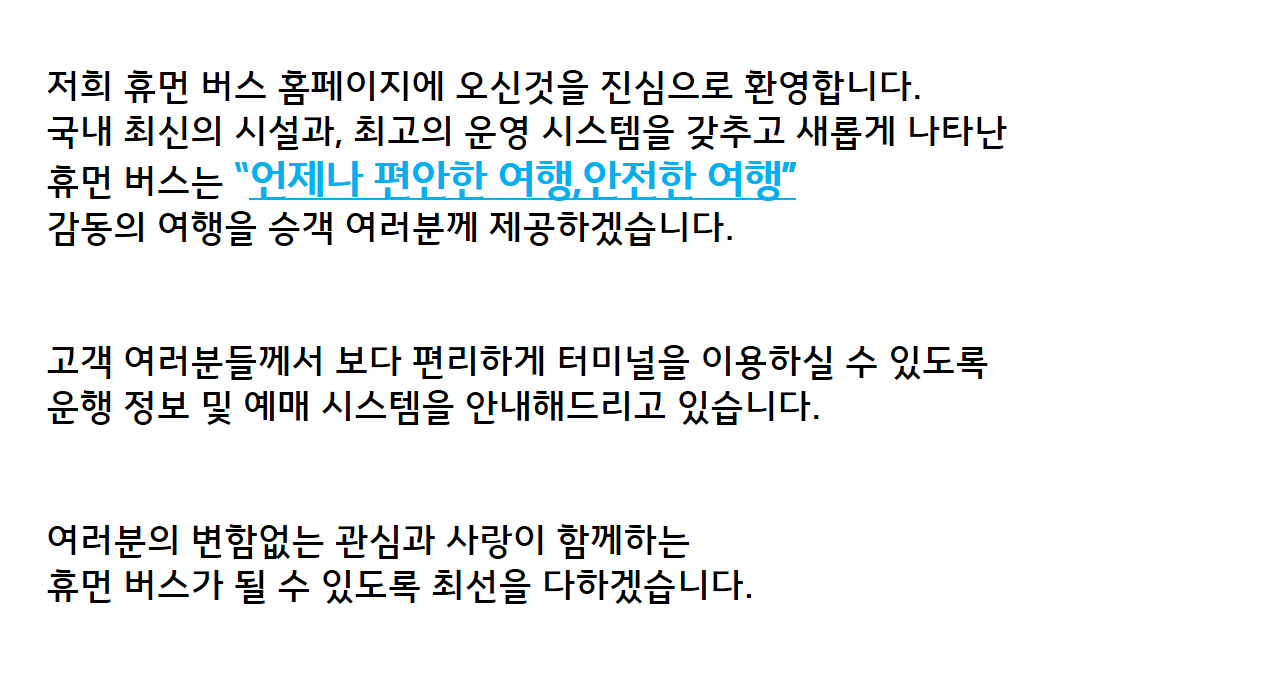 저희 휴먼 버스 홈페이지에 오신것을 진심으로 환영합니다.
국내 최신의 시설과, 최고의 운영 시스템을 갖추고 새롭게 나타난
휴먼 버스는 “언제나 편안한 여행,안전한 여행”
감동의 여행을 승객 여러분께 제공하겠습니다.
고객 여러분들께서 보다 편리하게 터미널을 이용하실 수 있도록
운행 정보 및 예매 시스템을 안내해드리고 있습니다.
여러분의 변함없는 관심과 사랑이 함께하는
휴먼 버스가 될 수 있도록 최선을 다하겠습니다.